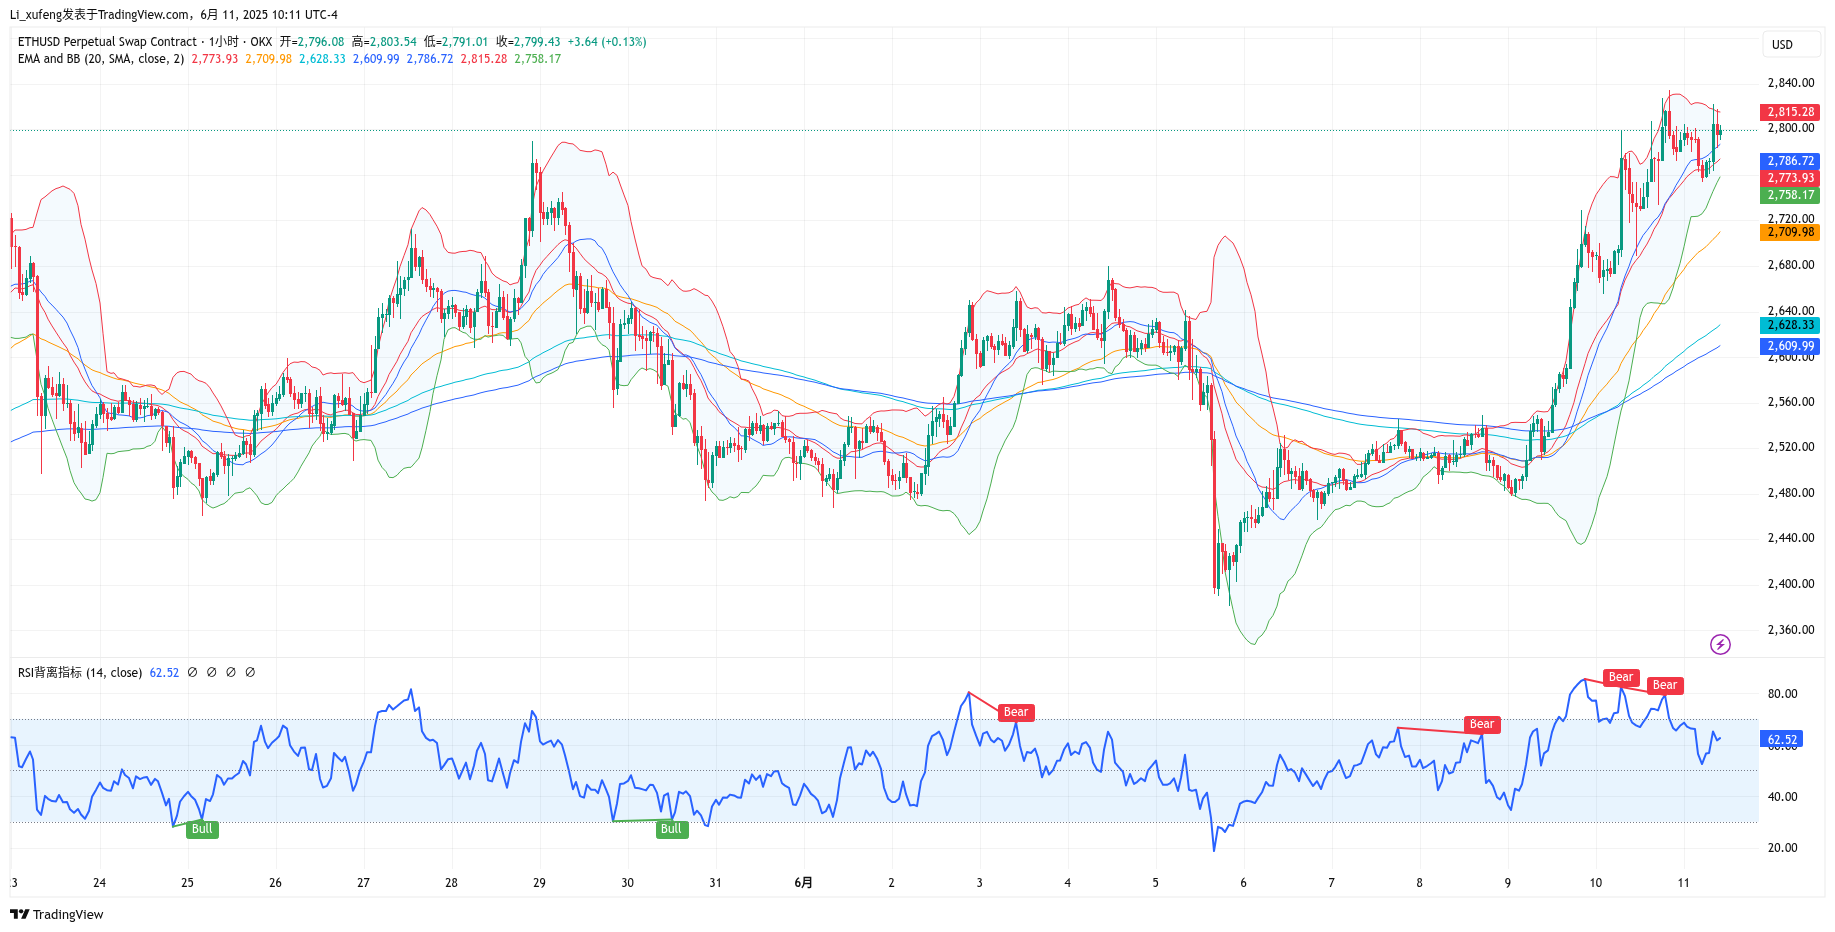 Li_xufeng发表于TradingView.com，6月 11, 2025 10:11 UTC-4
ETHUSD Perpetual Swap Contract · 1小时 · OKX 开=2,796.08 高=2,803.54 低=2,791.01 收=2,799.43 +3.64 (+0.13%)
EMA and BB (20, SMA, close, 2) 2,773.93 2,709.98 2,628.33 2,609.99 2,786.72 2,815.28 2,758.17
USD
2,840.00
2,815.28
2,800.00
2,786.72
2,773.93
2,758.17
2,720.00
2,709.98
2,680.00
2,640.00
2,628.33
2,609.99
2,600.00
2,560.00
2,520.00
2,480.00
2,440.00
2,400.00
2,360.00
RSI背离指标 (14, close) 62.52 ∅ ∅ ∅ ∅
Bear
Bear
Bear
Bear
Bull
Bull
80.00
62.52
60.00
40.00
20.00
23 24 25 26 27 28 29 30 31 6月 2 3 4 5 6 7 8 9 10 11
TradingView